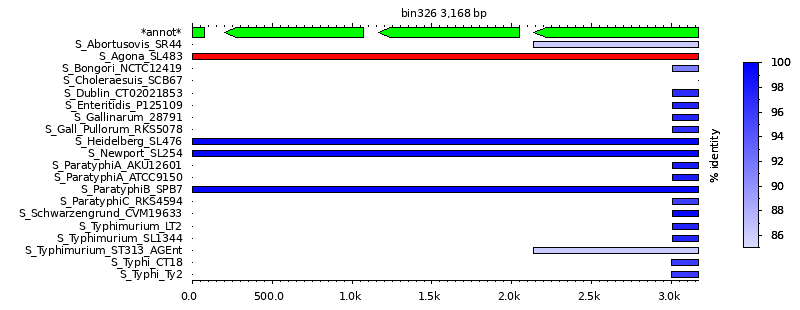 bin326 3,168 bp
*annot*
S_Abortusovis_SR44
S_Agona_SL483
S_Bongori_NCTC12419
S_Choleraesuis_SCB67
S_Dublin_CT02021853
S_Enteritidis_P125109
S_Gallinarum_28791
S_Gall_Pullorum_RKS5078
S_Heidelberg_SL476
S_Newport_SL254
S_ParatyphiA_AKU12601
S_ParatyphiA_ATCC9150
S_ParatyphiB_SPB7
S_ParatyphiC_RKS4594
S_Schwarzengrund_CVM19633
S_Typhimurium_LT2
S_Typhimurium_SL1344
S_Typhimurium_ST313_AGEnt
S_Typhi_CT18
S_Typhi_Ty2
0.0 500.0 1.0k 1.5k 2.0k 2.5k 3.0k
% identity
100
98
96
94
92
90
88
86